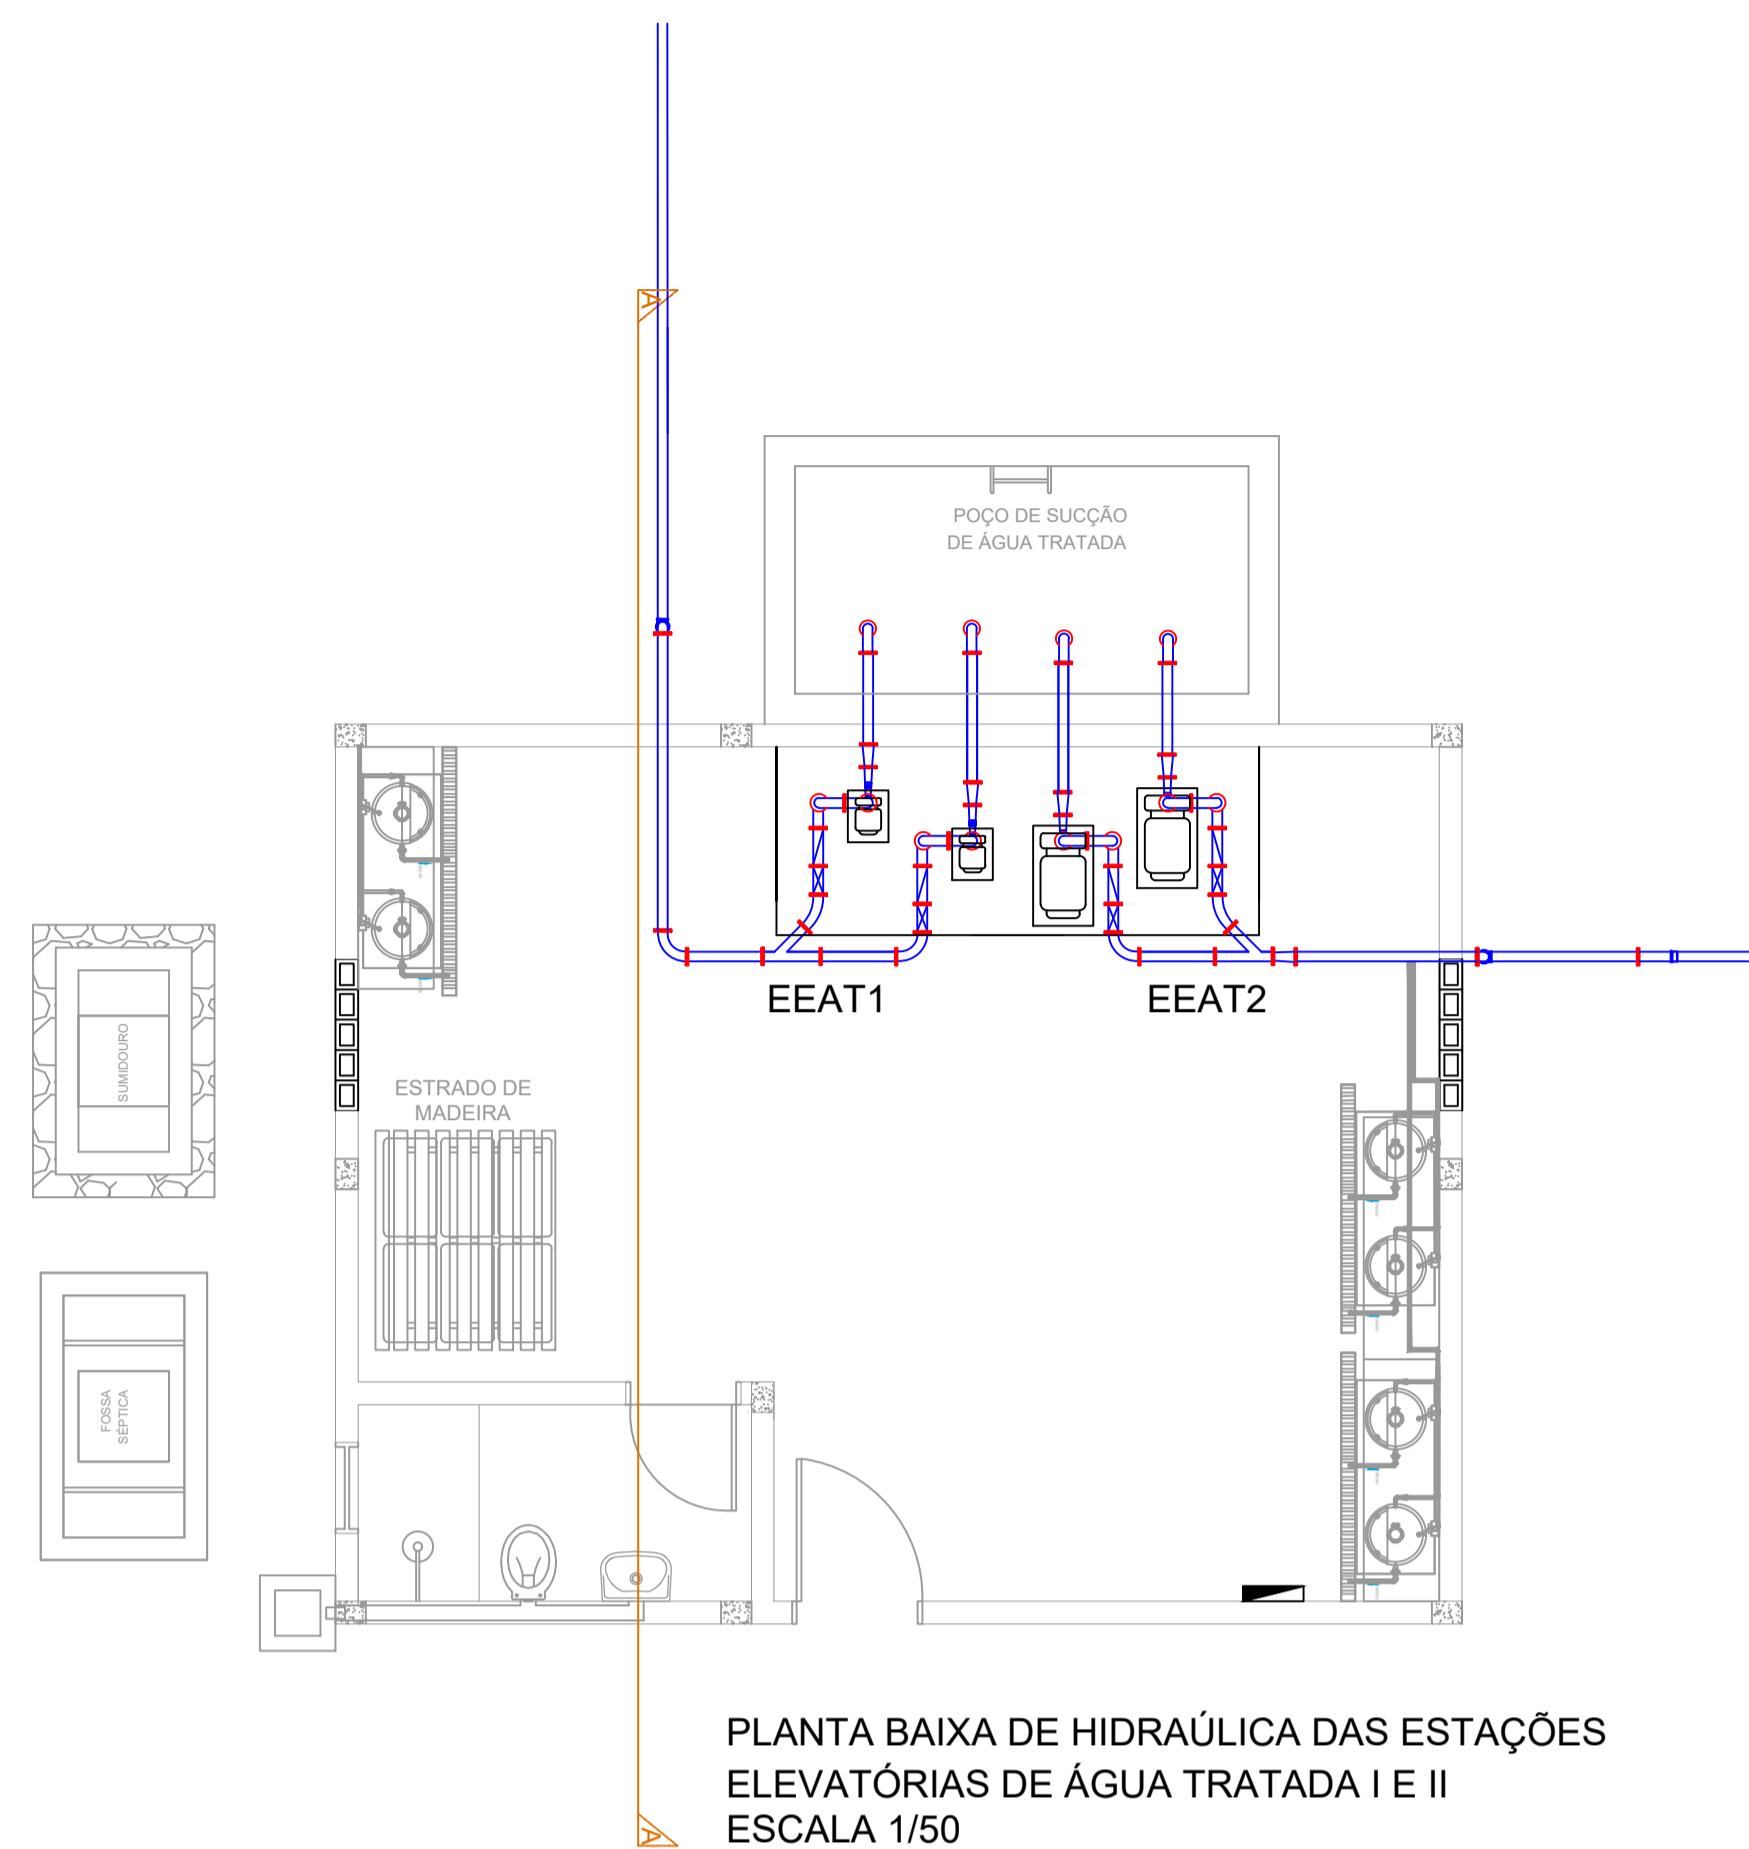 A
POÇO DE SUCÇÃO
DE ÁGUA TRATADA
EEAT1
EEAT2
SUMIDOURO
ESTRADO DE
MADEIRA
FOSSA
SÉPTICA
PLANTA BAIXA DE HIDRAÚLICA DAS ESTAÇÕES
ELEVATÓRIAS DE ÁGUA TRATADA I E II
ESCALA 1/50
A